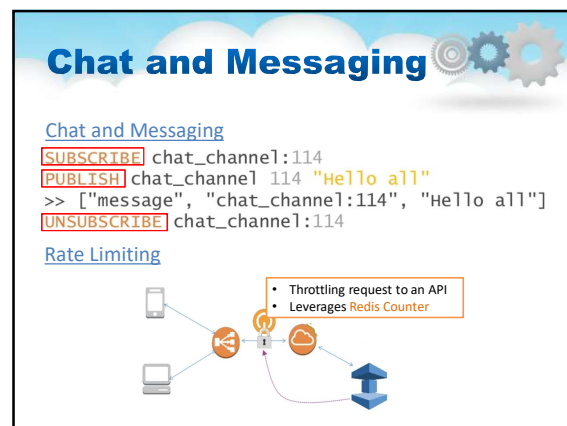 Chat and Messaging
Chat and Messaging
SUBSCRIBE chat_channel:114
PUBLISH chat_channel 114 "Hello all"
>> ["message", "chat_channel:114", "Hello all"]
UNSUBSCRIBE chat_channel:114
Rate Limiting
• Throttling request to an API
• Leverages Redis Counter